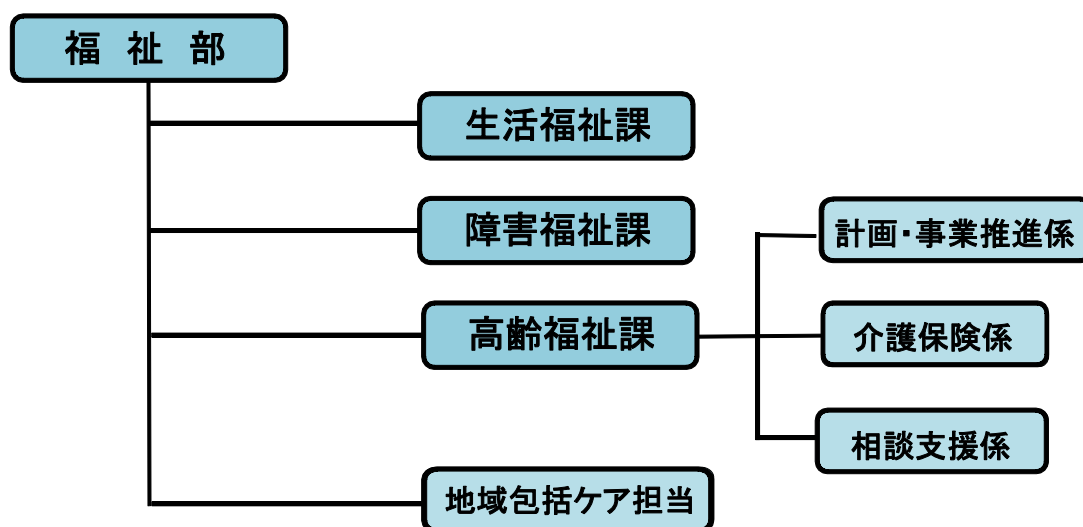 福 祉 部
生活福祉課
障害福祉課
計画・事業推進係
高齢福祉課
介護保険係
相談支援係
地域包括ケア担当